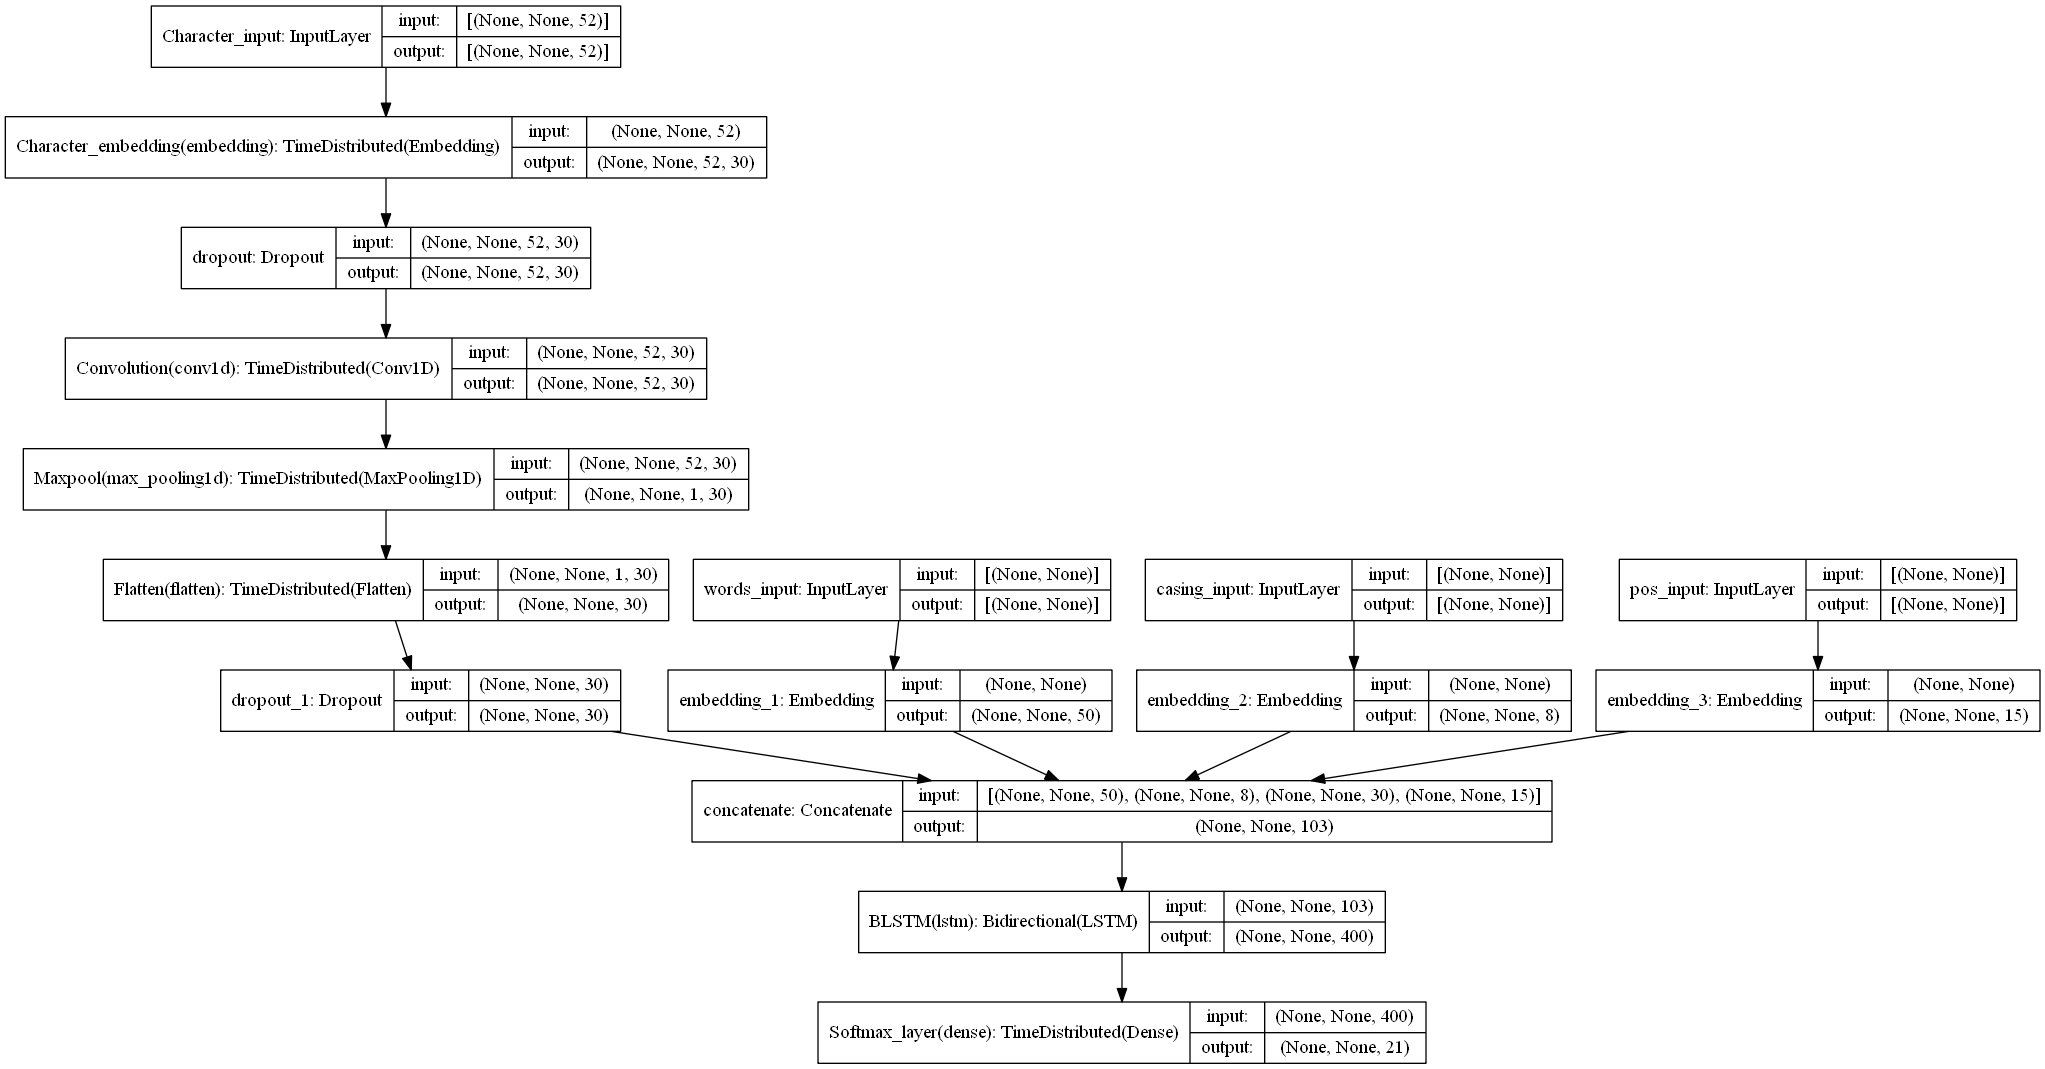 Character_input: InputLayer
input:
[(None, None, 52)]
output:
[(None, None, 52)]
Character_embedding(embedding): TimeDistributed(Embedding)
input:
(None, None, 52)
output:
(None, None, 52, 30)
dropout: Dropout
input:
(None, None, 52, 30)
output:
(None, None, 52, 30)
Convolution(conv1d): TimeDistributed(Conv1D)
input:
(None, None, 52, 30)
output:
(None, None, 52, 30)
Maxpool(max_pooling1d): TimeDistributed(MaxPooling1D)
input:
(None, None, 52, 30)
output:
(None, None, 1, 30)
Flatten(flatten): TimeDistributed(Flatten)
input:
(None, None, 1, 30)
output:
(None, None, 30)
words_input: InputLayer
input:
[(None, None)]
output:
[(None, None)]
casing_input: InputLayer
input:
[(None, None)]
output:
[(None, None)]
pos_input: InputLayer
input:
[(None, None)]
output:
[(None, None)]
dropout_1: Dropout
input:
(None, None, 30)
output:
(None, None, 30)
embedding_1: Embedding
input:
(None, None)
output:
(None, None, 50)
embedding_2: Embedding
input:
(None, None)
output:
(None, None, 8)
embedding_3: Embedding
input:
(None, None)
output:
(None, None, 15)
concatenate: Concatenate
input:
[(None, None, 50), (None, None, 8), (None, None, 30), (None, None, 15)]
output:
(None, None, 103)
BLSTM(lstm): Bidirectional(LSTM)
input:
(None, None, 103)
output:
(None, None, 400)
Softmax_layer(dense): TimeDistributed(Dense)
input:
(None, None, 400)
output:
(None, None, 21)